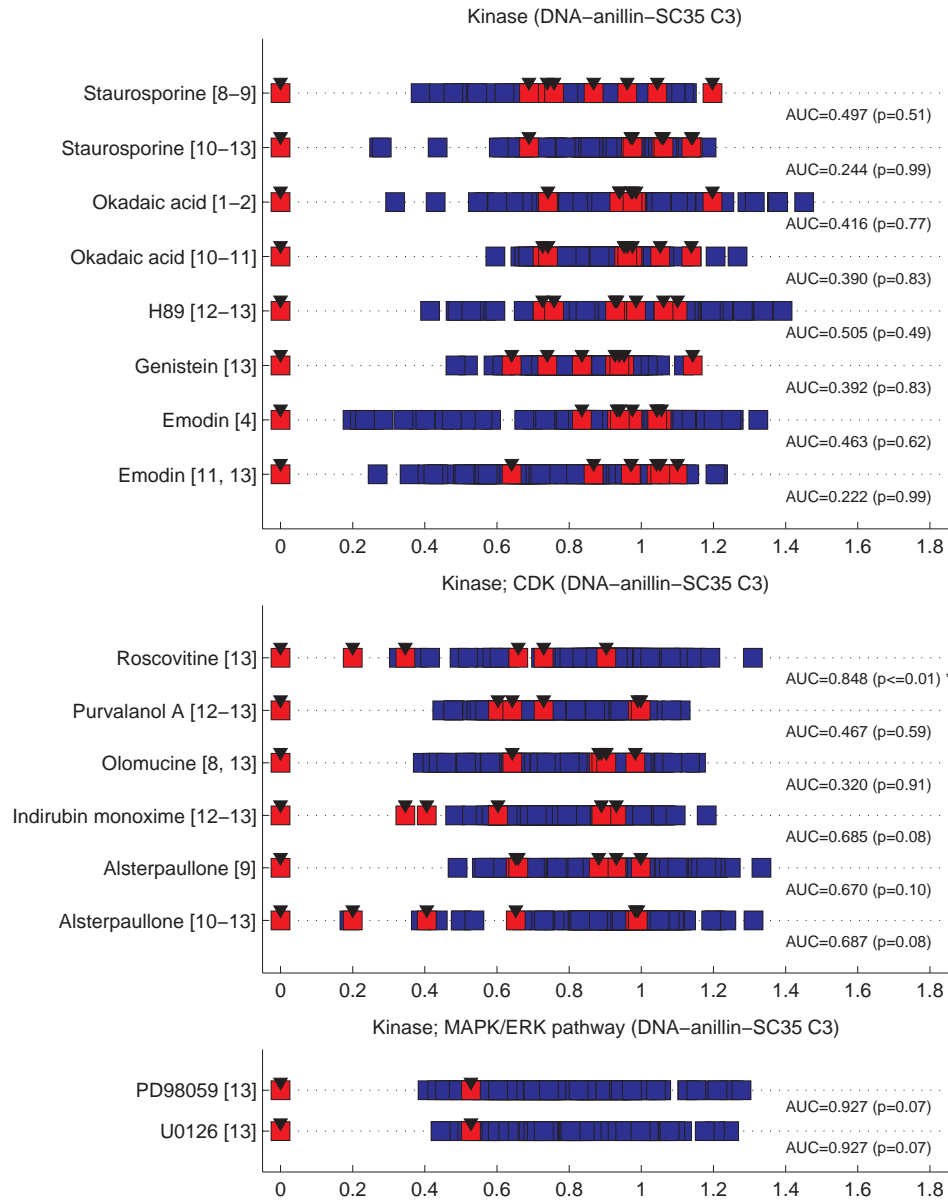 Kinase (DNA−anillin−SC35 C3)
Staurosporine [8−9]
AUC=0.497 (p=0.51)
Staurosporine [10−13]
AUC=0.244 (p=0.99)
Okadaic acid [1−2]
AUC=0.416 (p=0.77)
Okadaic acid [10−11]
AUC=0.390 (p=0.83)
H89 [12−13]
AUC=0.505 (p=0.49)
Genistein [13]
AUC=0.392 (p=0.83)
Emodin [4]
AUC=0.463 (p=0.62)
Emodin [11, 13]
AUC=0.222 (p=0.99)
0 0.2 0.4 0.6 0.8 1 1.2 1.4 1.6 1.8
Kinase; CDK (DNA−anillin−SC35 C3)
Roscovitine [13]
AUC=0.848 (p<=0.01) *
Purvalanol A [12−13]
AUC=0.467 (p=0.59)
Olomucine [8, 13]
AUC=0.320 (p=0.91)
Indirubin monoxime [12−13]
AUC=0.685 (p=0.08)
Alsterpaullone [9]
AUC=0.670 (p=0.10)
Alsterpaullone [10−13]
AUC=0.687 (p=0.08)
0 0.2 0.4 0.6 0.8 1 1.2 1.4 1.6 1.8
Kinase; MAPK/ERK pathway (DNA−anillin−SC35 C3)
PD98059 [13]
AUC=0.927 (p=0.07)
U0126 [13]
AUC=0.927 (p=0.07)
0 0.2 0.4 0.6 0.8 1 1.2 1.4 1.6 1.8